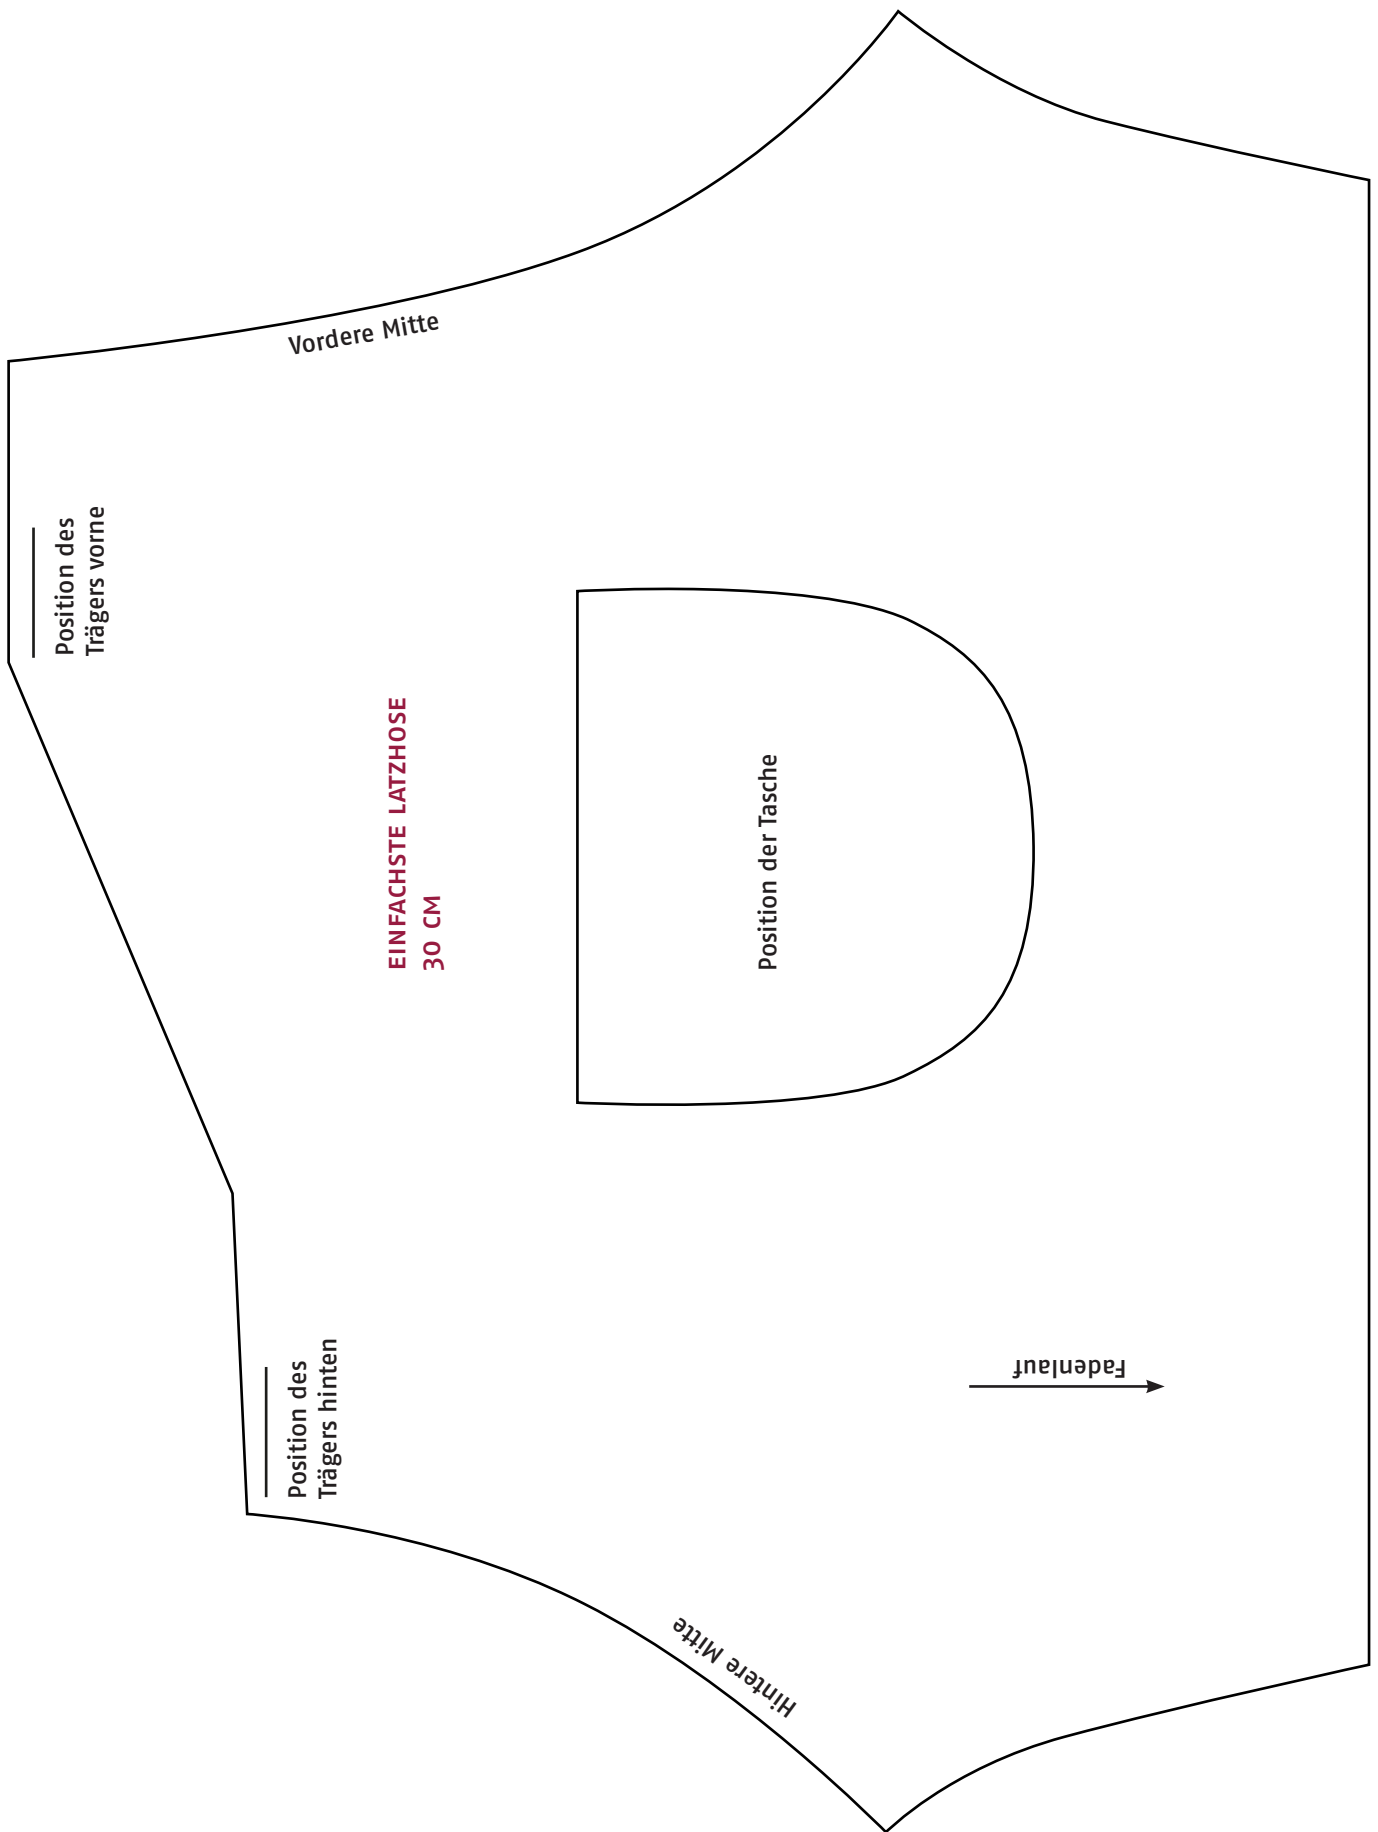 Vordere Mitte
Position des
Trägers vorne
EINFACHSTE LATZHOSE
30 CM
Position der Tasche
Fadenlauf
Position des
Trägers hinten
Hintere Mitte